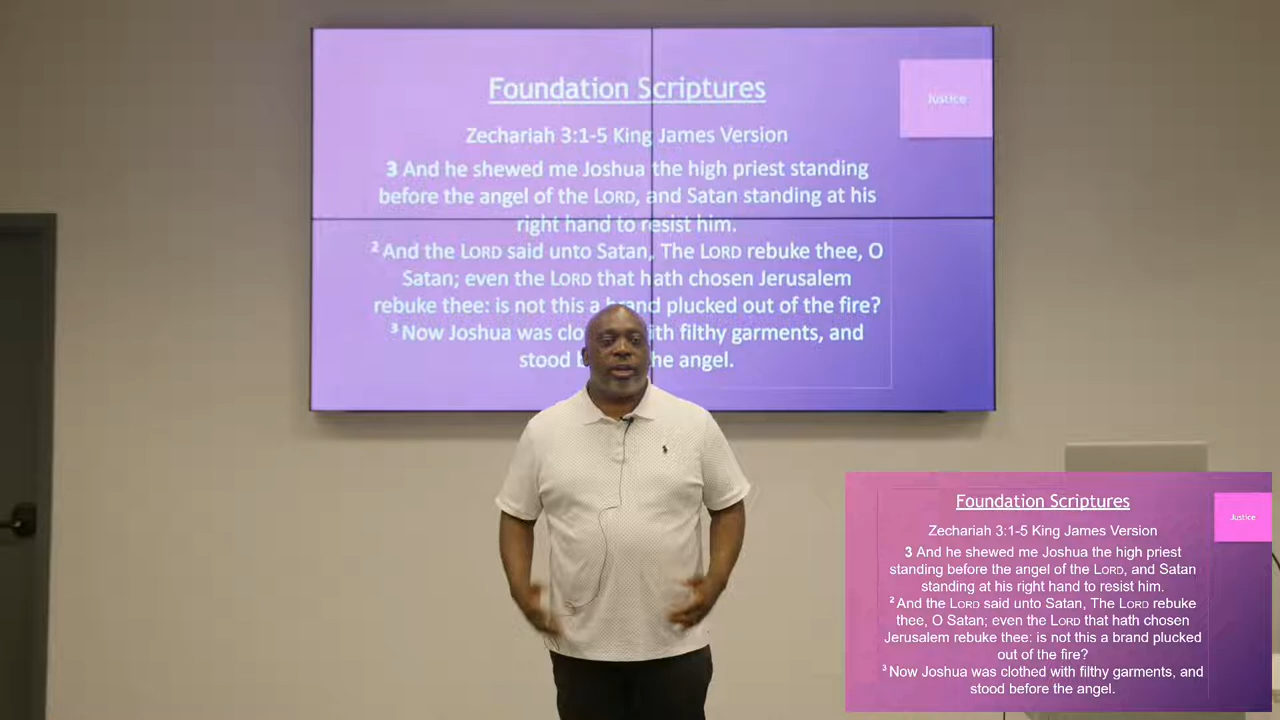 Foundation Scriptures
Justice
Zechariah 3:1-5 King James Version
3 And he shewed me Joshua the high priest standing
before the angel of the LORD, and Satan standing at his
right hand to resist him.
2 And the LORD said unto Satan, The LORD rebuke thee, O
Satan; even the LORD that hath chosen Jerusalem
rebuke thee: is not this a brand plucked out of the fire?
3 Now Joshua was clo ith filthy garments, and
stood he angel.
Foundation Scriptures
Justice
Zechariah 3:1-5 King James Version
3 And he shewed me Joshua the high priest
standing before the angel of the LORD, and Satan
standing at his right hand to resist him.
2 And the LORD said unto Satan, The LORD rebuke
thee, O Satan; even the LORD that hath chosen
Jerusalem rebuke thee: is not this a brand plucked
out of the fire?
3 Now Joshua was clothed with filthy garments, and
stood before the angel.